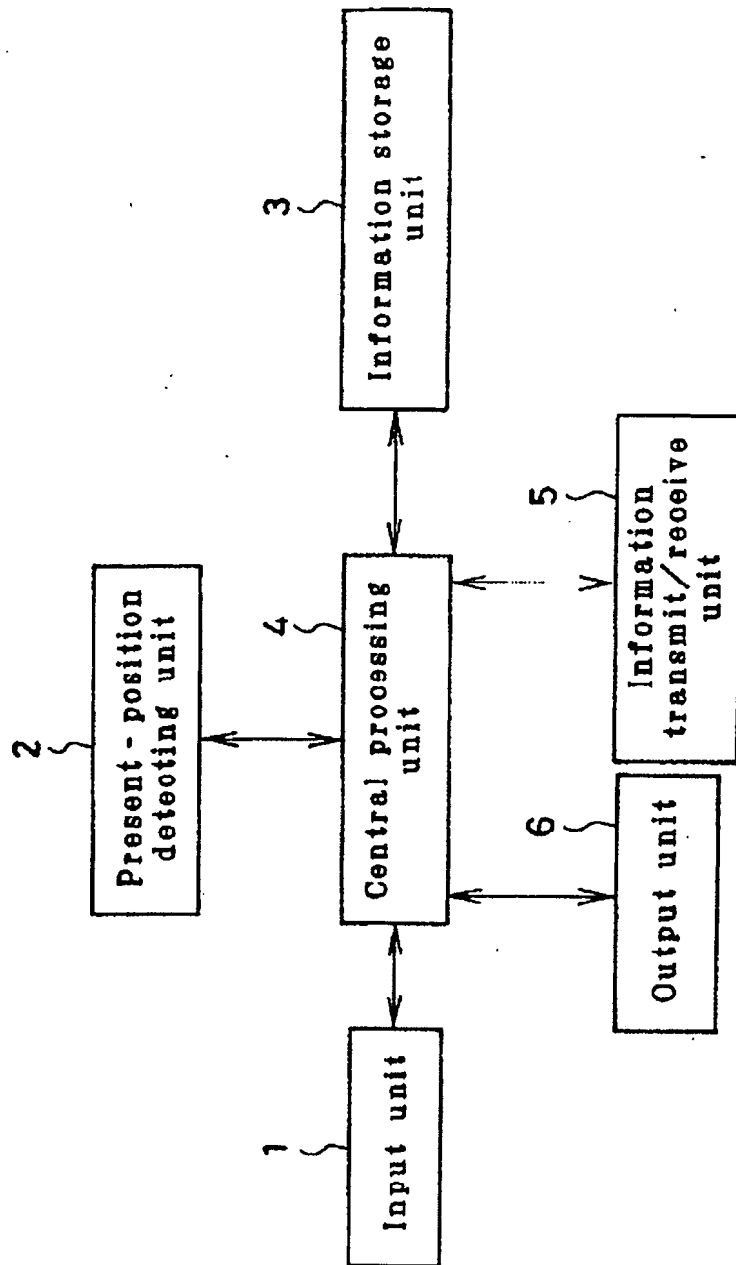 1
Input unit
2
Present-position
detecting unit
3
Information storage
unit
4
Central processing
unit
5
Information
transmit/receive
unit
6
Output unit